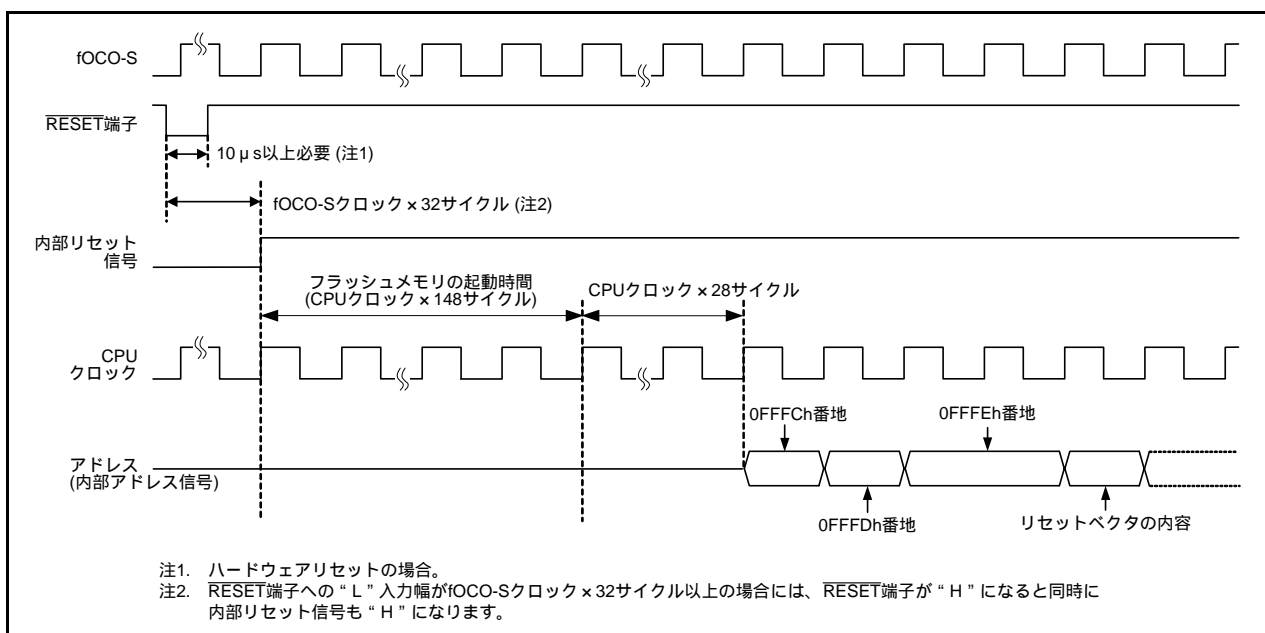 fOCO-S
RESET端子
10μs以上必要 (注1)
fOCO-Sクロック×32サイクル (注2)
内部リセット
信号
フラッシュメモリの起動時間
(CPUクロック×148サイクル)
CPUクロック×28サイクル
CPU
クロック
0FFFCh番地
0FFFEh番地
アドレス
(内部アドレス信号)
0FFFDh番地
リセットベクタの内容
注1. ハードウェアリセットの場合。
注2. RESET端子への“L”入力幅がfOCO-Sクロック×32サイクル以上の場合には、RESET端子が“H”になると同時に
内部リセット信号も“H”になります。